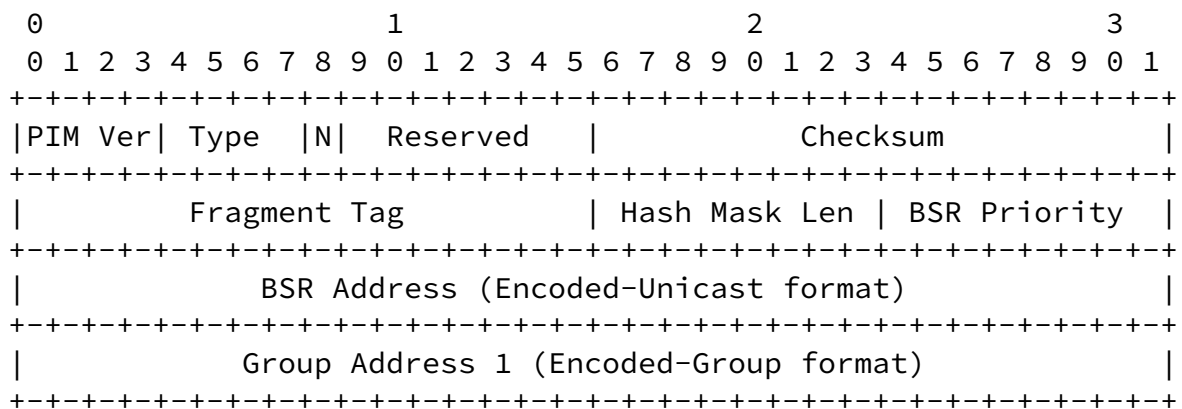 0                   1                   2                   3
 0 1 2 3 4 5 6 7 8 9 0 1 2 3 4 5 6 7 8 9 0 1 2 3 4 5 6 7 8 9 0 1
+-+-+-+-+-+-+-+-+-+-+-+-+-+-+-+-+-+-+-+-+-+-+-+-+-+-+-+-+-+-+-+-+
|PIM Ver| Type  |N|  Reserved   |           Checksum            |
+-+-+-+-+-+-+-+-+-+-+-+-+-+-+-+-+-+-+-+-+-+-+-+-+-+-+-+-+-+-+-+-+
|         Fragment Tag          | Hash Mask Len | BSR Priority  |
+-+-+-+-+-+-+-+-+-+-+-+-+-+-+-+-+-+-+-+-+-+-+-+-+-+-+-+-+-+-+-+-+
|             BSR Address (Encoded-Unicast format)              |
+-+-+-+-+-+-+-+-+-+-+-+-+-+-+-+-+-+-+-+-+-+-+-+-+-+-+-+-+-+-+-+-+
|            Group Address 1 (Encoded-Group format)             |
+-+-+-+-+-+-+-+-+-+-+-+-+-+-+-+-+-+-+-+-+-+-+-+-+-+-+-+-+-+-+-+-+